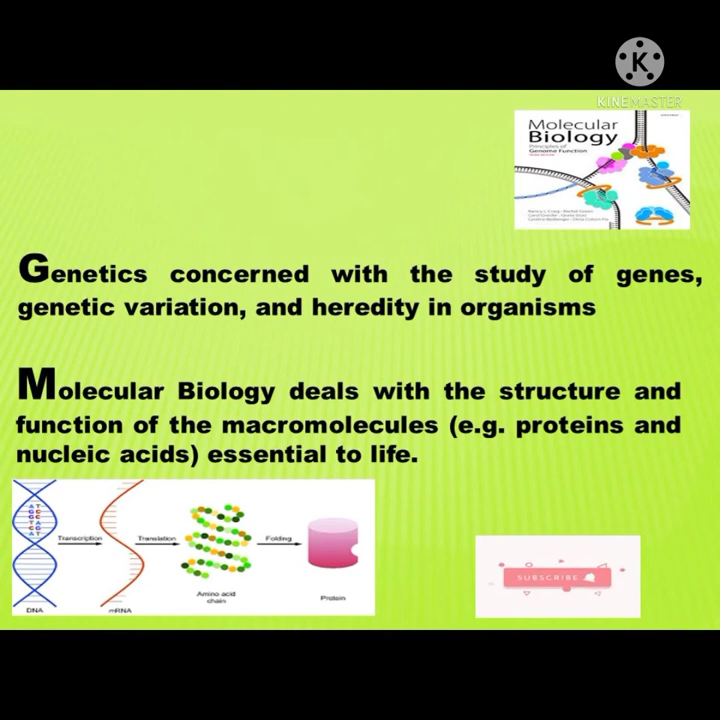 KINEMASTER
Molecular
Biology
Principles of
Genome Function
Genetics concerned with the study of genes,
genetic variation, and heredity in organisms
Molecular Biology deals with the structure and
function of the macromolecules (e.g. proteins and
nucleic acids) essential to life.
A T
G C
Transcription
Translation
Folding
Amino acid
chain
Protein
DNA
mRNA
SUBSCRIBE